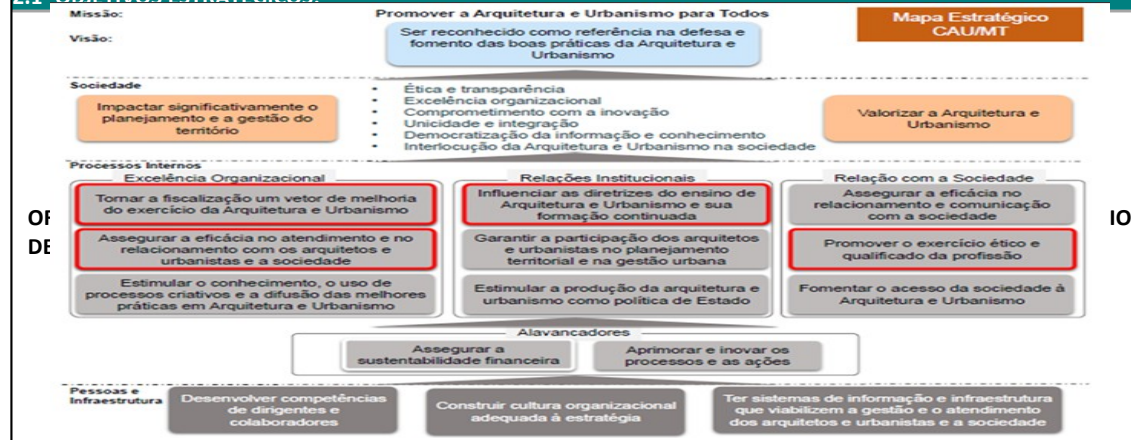 2.1 OBJETIVOS ESTRATÉGICOS:
Missão:
Promover a Arquitetura e Urbanismo para Todos
Mapa Estratégico
CAU/MT
Visão:
Ser reconhecido como referência na defesa e
fomento das boas práticas da Arquitetura e
Urbanismo
Sociedade
Impactar significativamente o
planejamento e a gestão do
território
• Ética e transparência
• Excelência organizacional
• Comprometimento com a inovação
• Unicidade e integração
• Democratização da informação e conhecimento
• Interlocução da Arquitetura e Urbanismo na sociedade
Valorizar a Arquitetura e
Urbanismo
Processos Internos
Excelência Organizacional
Tornar a fiscalização um vetor de melhoria
do exercício da Arquitetura e Urbanismo
Assegurar a eficácia no atendimento e no
relacionamento com os arquitetos e
urbanistas e a sociedade
Estimular o conhecimento, o uso de
processos criativos e a difusão das melhores
práticas em Arquitetura e Urbanismo
Relações Institucionais
Influenciar as diretrizes do ensino de
Arquitetura e Urbanismo e sua
formação continuada
Garantir a participação dos arquitetos
e urbanistas no planejamento
territorial e na gestão urbana
Estimular a produção da arquitetura e
urbanismo como política de Estado
Relação com a Sociedade
Assegurar a eficácia no
relacionamento e comunicação
com a sociedade
Promover o exercício ético e
qualificado da profissão
Fomentar o acesso da sociedade à
Arquitetura e Urbanismo
IO
DE
Alavancadores
Assegurar a
sustentabilidade financeira
Aprimorar e inovar os
processos e as ações
Pessoas e
Infraestrutura
Desenvolver competências
de dirigentes e
colaboradores
Construir cultura organizacional
adequada à estratégia
Ter sistemas de informação e infraestrutura
que viabilizem a gestão e o atendimento
dos arquitetos e urbanistas e a sociedade